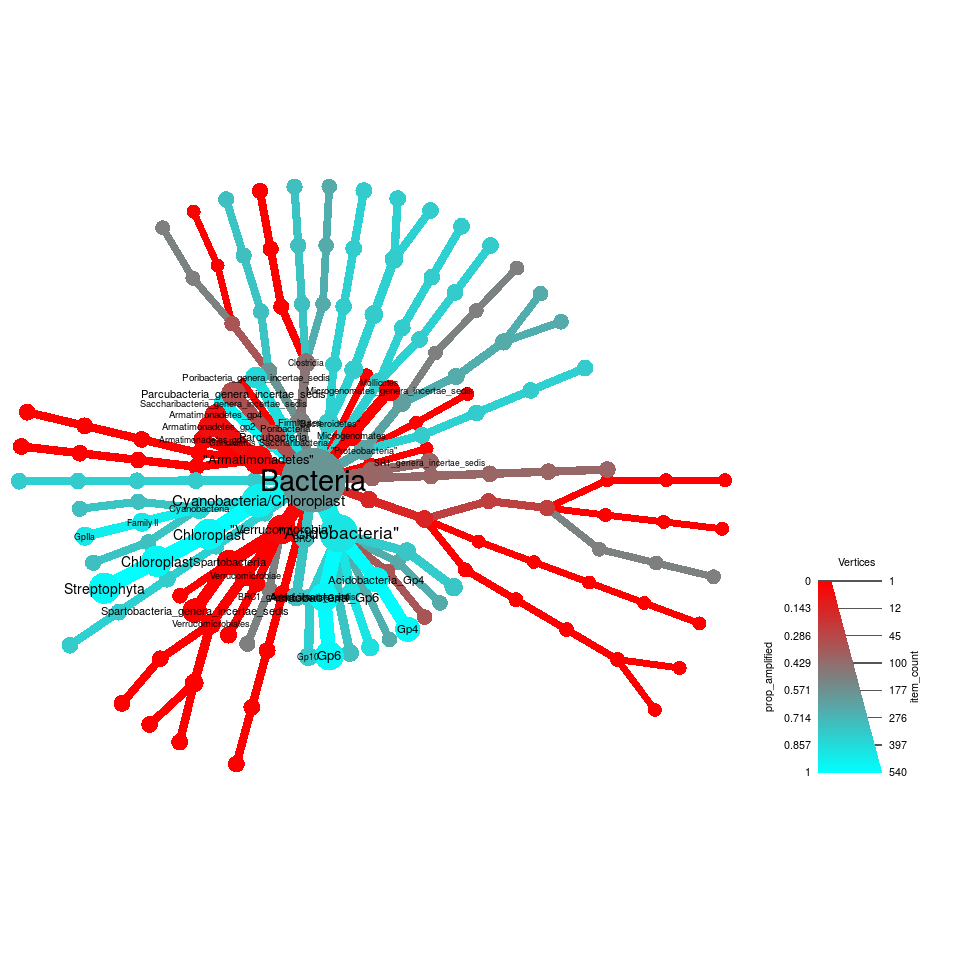 Clostridia
Poribacteria_genera_incertae_sedis
Mollicutes
Parcubacteria_genera_incertae_sedis
Microgenomates_genera_incertae_sedis
Saccharibacteria_genera_incertae_sedis
Armatimonadetes_gp4
Firmicutes
"Bacteroidetes"
Armatimonadetes_gp2
Poribacteria
Parcubacteria
Microgenomates
Saccharibacteria
"Proteobacteria"
"Armatimonadetes"
SR1_genera_incertae_sedis
Bacteria
Cyanobacteria/Chloroplast
Cyanobacteria
Family II
GpIIa
Chloroplast
"Verrucomicrobia"
"Acidobacteria"
BRC1
Chloroplast
Spartobacteria
Verrucomicrobiae
Acidobacteria_Gp4
Streptophyta
Acidobacteria_Gp6
Spartobacteria_genera_incertae_sedis
Verrucomicrobiales
Gp4
Gp10
Gp6
Vertices
0
1
0.143
12
0.286
45
0.429
100
0.571
177
0.714
276
0.857
397
1
540
prop_amplified
item_count